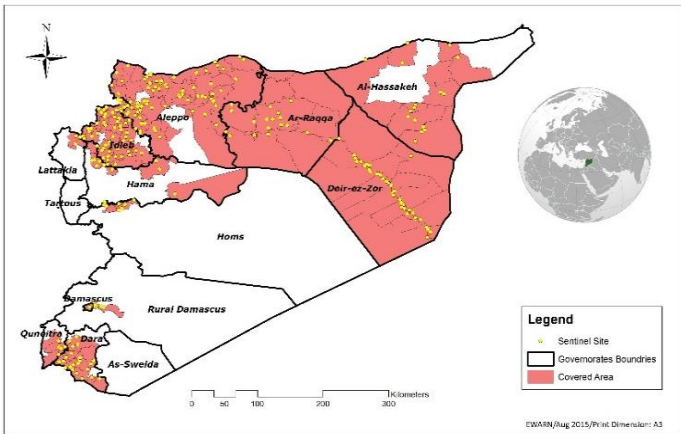 N
Al-Hassakeh
Aleppo
Ar-Raqqa
Idleb
Lattakia
Hama
Deir-ez-Zor
Tartous
Homs
Damascus
Rural Damascus
Quneitra
Dara
As-Sweida
Legend
Sentinel Site
Governorates Boundries
Covered Area
0 50 100 200 300
Kilometers
EWARN/Aug 2015/Print Dimension: A3